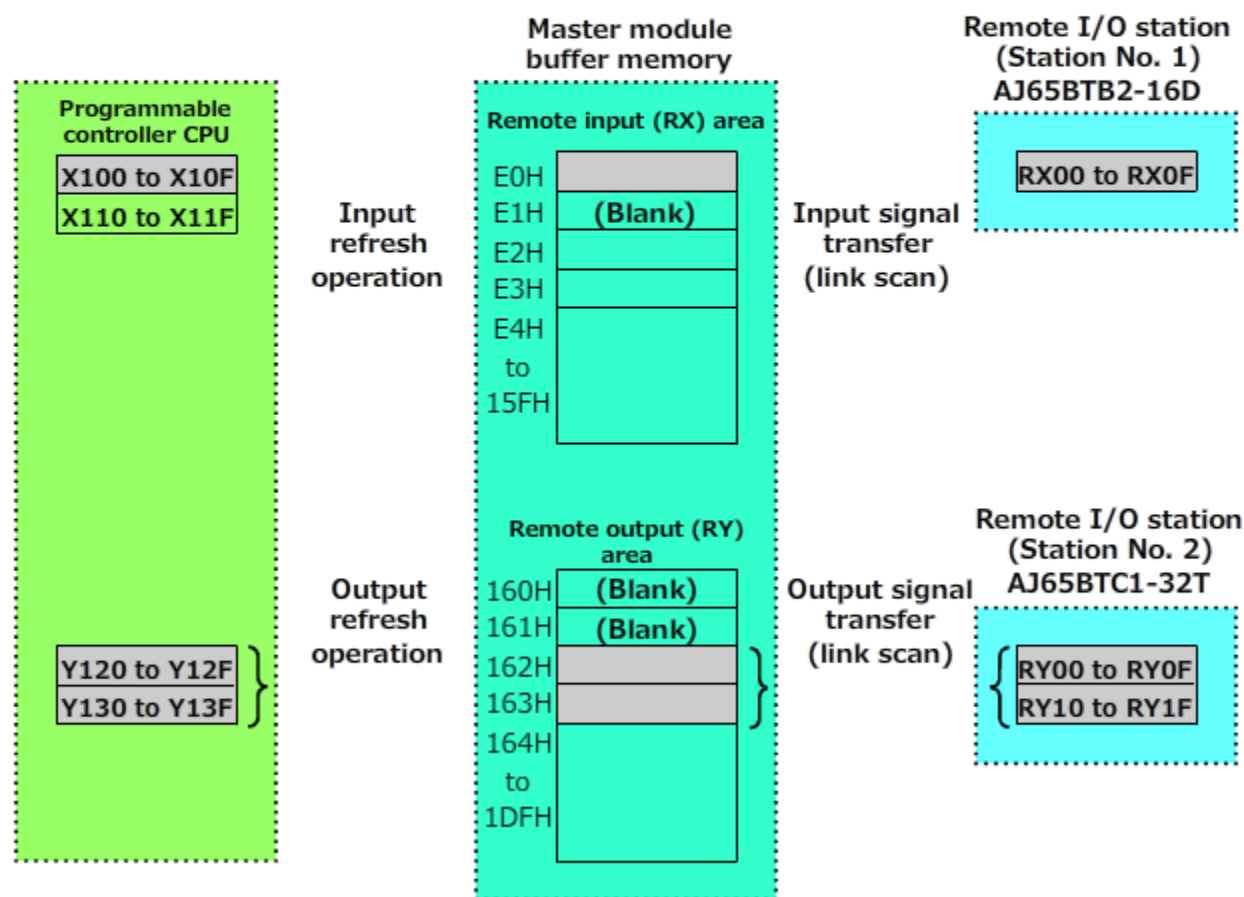 Master module
buffer memory
Remote I/O station
(Station No. 1)
AJ65BTB2-16D
Programmable
controller CPU
X100 to X10F
X110 to X11F
Input
refresh
operation
Remote input (RX) area
E0H
E1H
(Blank)
E2H
E3H
E4H
to
15FH
Input signal
transfer
(link scan)
RX00 to RX0F
Remote output (RY)
area
160H
(Blank)
161H
(Blank)
162H
163H
164H
to
1DFH
Output
refresh
operation
Y120 to Y12F
Y130 to Y13F
Output signal
transfer
(link scan)
Remote I/O station
(Station No. 2)
AJ65BTC1-32T
RY00 to RY0F
RY10 to RY1F